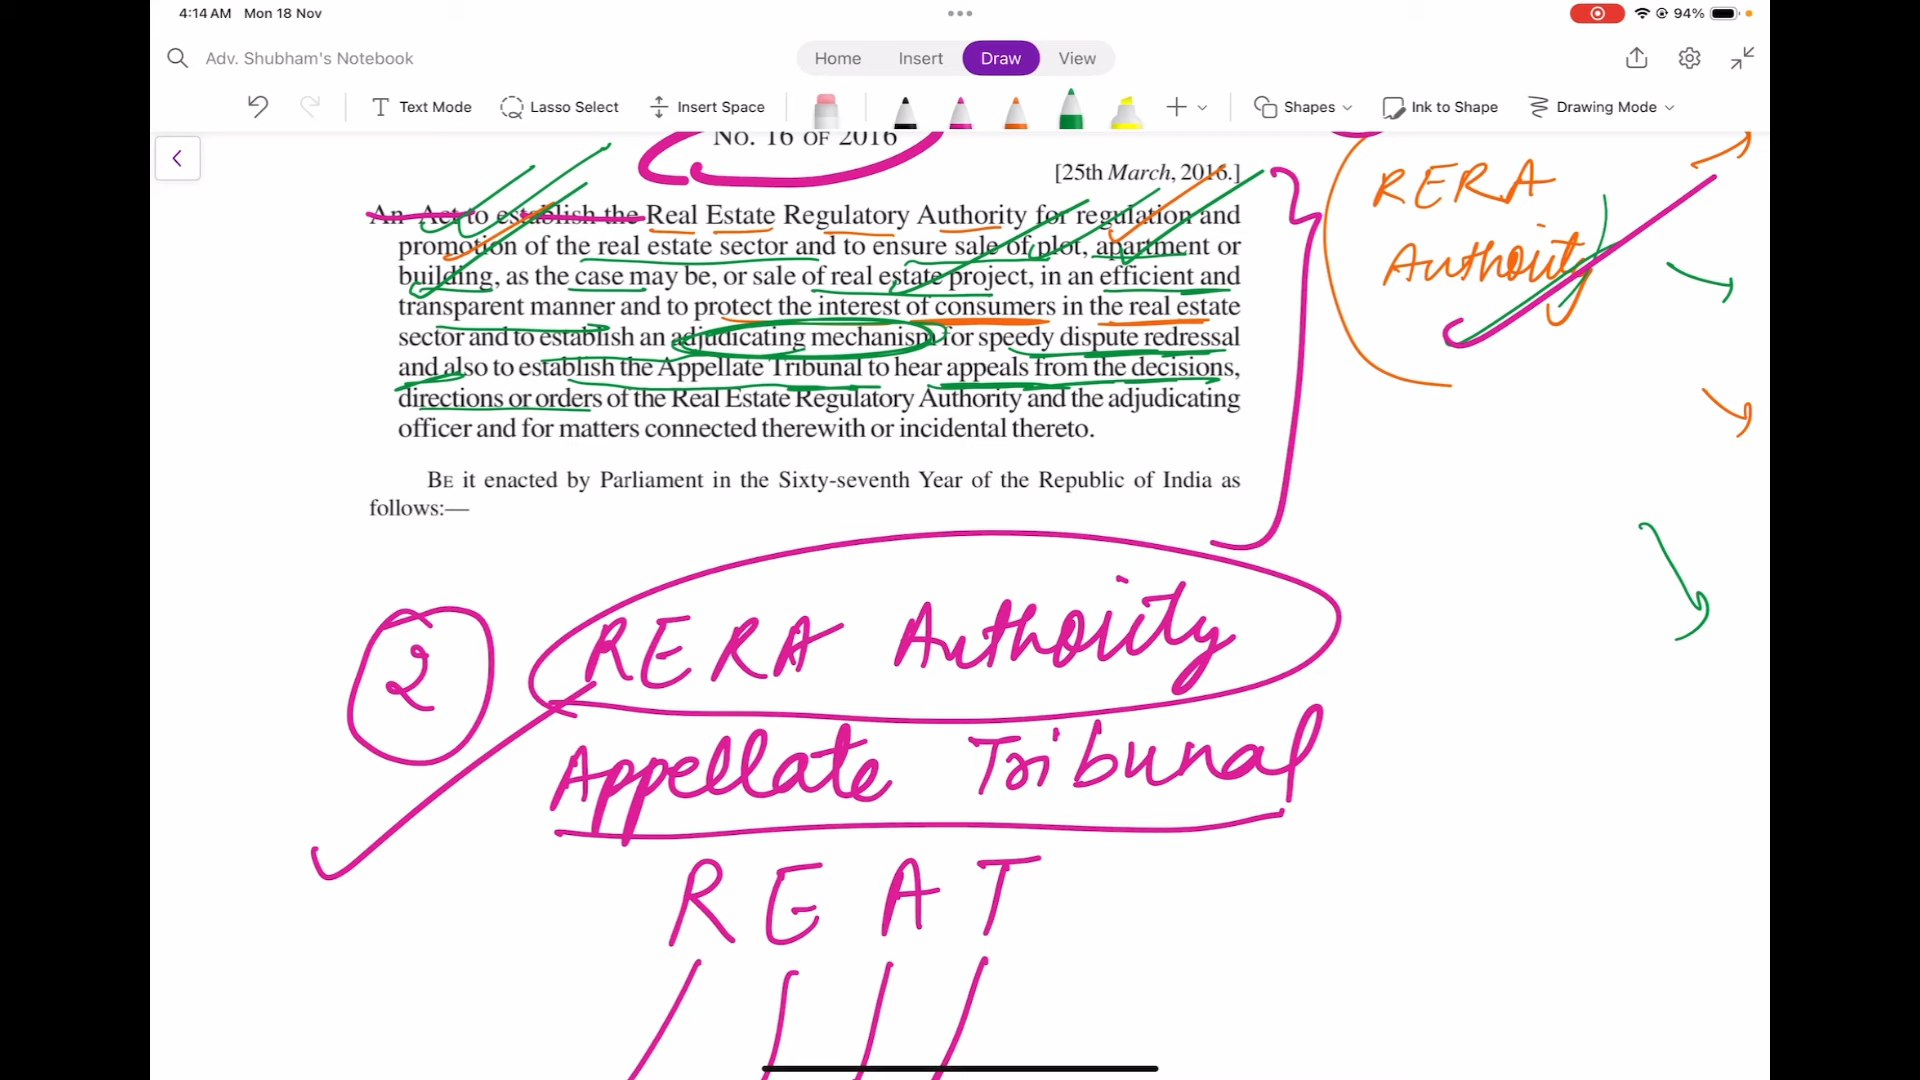 4:14 AM Mon 18 Nov
94%
Adv. Shubham's Notebook
Home Insert Draw View
Text Mode Lasso Select Insert Space Shapes Ink to Shape Drawing Mode
No. 16 OF 2016
[25th March, 2016.]
An Act to establish the Real Estate Regulatory Authority for regulation and
promotion of the real estate sector and to ensure sale of plot, apartment or
building, as the case may be, or sale of real estate project, in an efficient and
transparent manner and to protect the interest of consumers in the real estate
sector and to establish an adjudicating mechanism for speedy dispute redressal
and also to establish the Appellate Tribunal to hear appeals from the decisions,
directions or orders of the Real Estate Regulatory Authority and the adjudicating
officer and for matters connected therewith or incidental thereto.
BE it enacted by Parliament in the Sixty-seventh Year of the Republic of India as
follows:—
RERA
Authority
2
RERA Authority
Appellate Tribunal
REAT